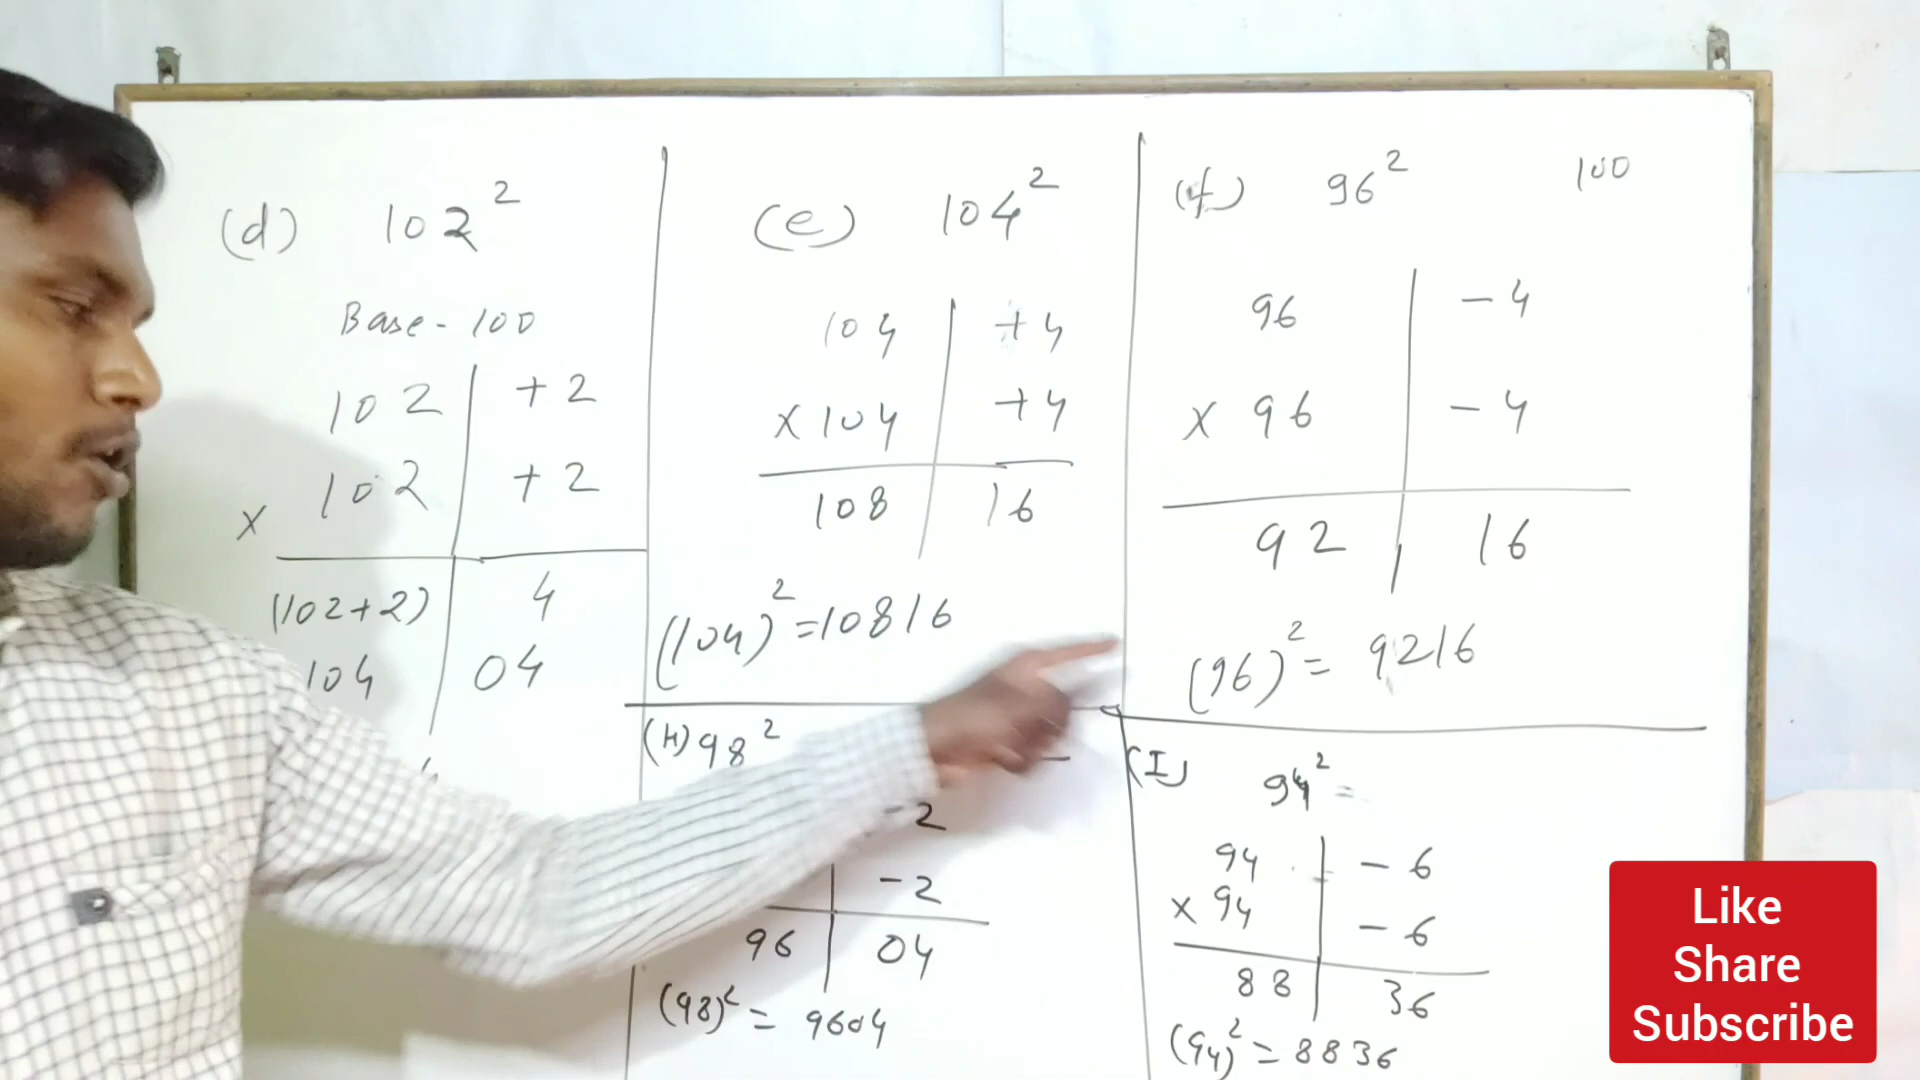 (d) 102²
Base - 100
102 | +2
× 102 | +2
(102+2) | 4
104 | 04
(e) 104²
104 | +4
× 104 | +4
108 | 16
(104)² = 10816
(f) 96² 100
96 | -4
× 96 | -4
92 | 16
(96)² = 9216
(H) 98²
-2
-2
96 | 04
(98)² = 9604
(I) 94² =
94 | -6
× 94 | -6
88 | 36
(94)² = 8836
Like
Share
Subscribe